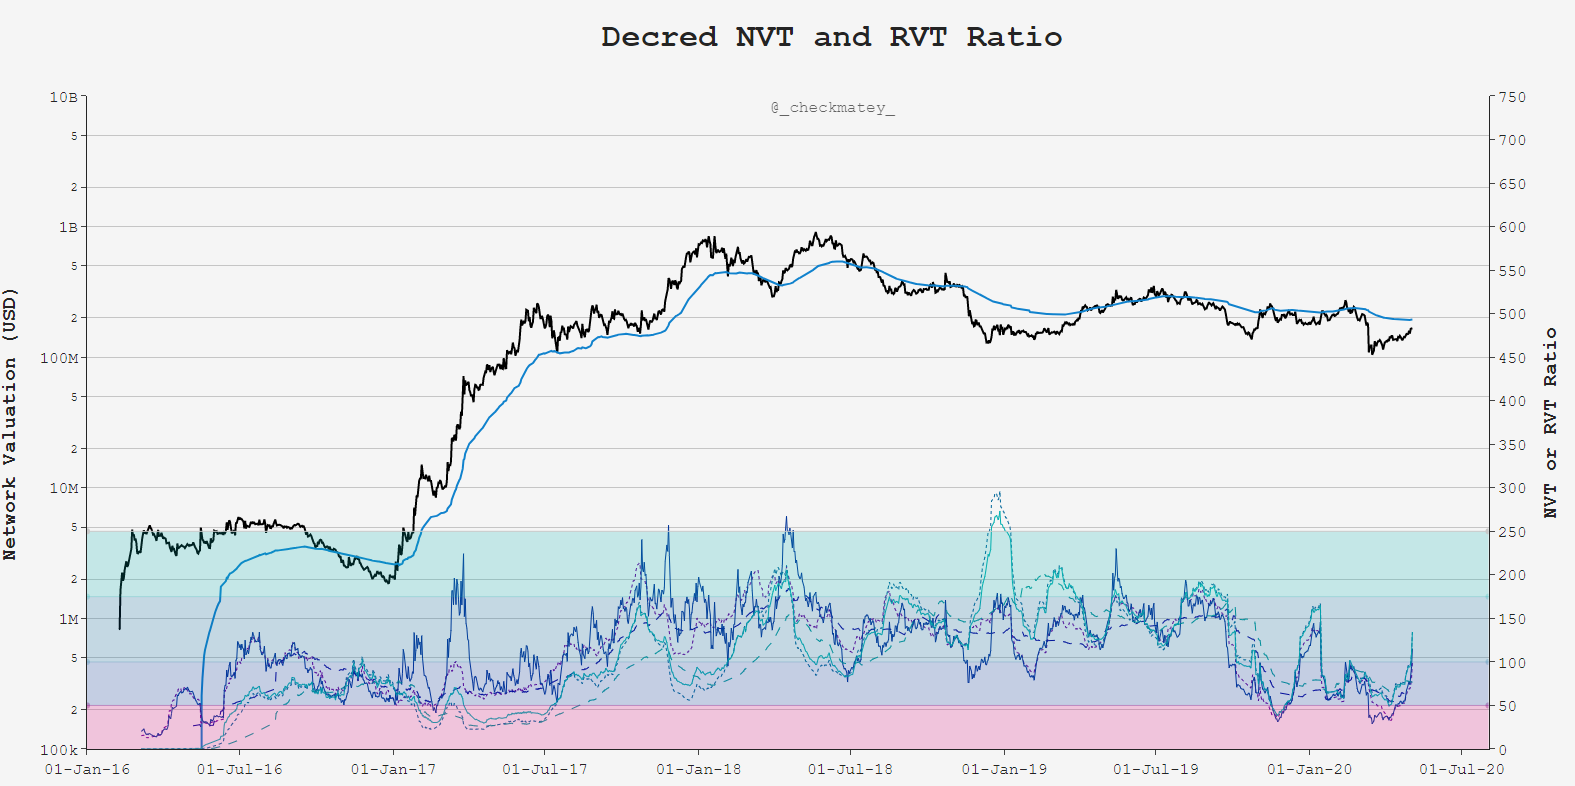 Decred NVT and RVT Ratio
@_checkmatey_
Network Valuation (USD)
10B
5
2
1B
5
2
100M
5
2
10M
5
2
1M
5
2
100k
750
700
650
600
550
500
450
400
350
300
250
200
150
100
50
0
NVT or RVT Ratio
01-Jan-16
01-Jul-16
01-Jan-17
01-Jul-17
01-Jan-18
01-Jul-18
01-Jan-19
01-Jul-19
01-Jan-20
01-Jul-20